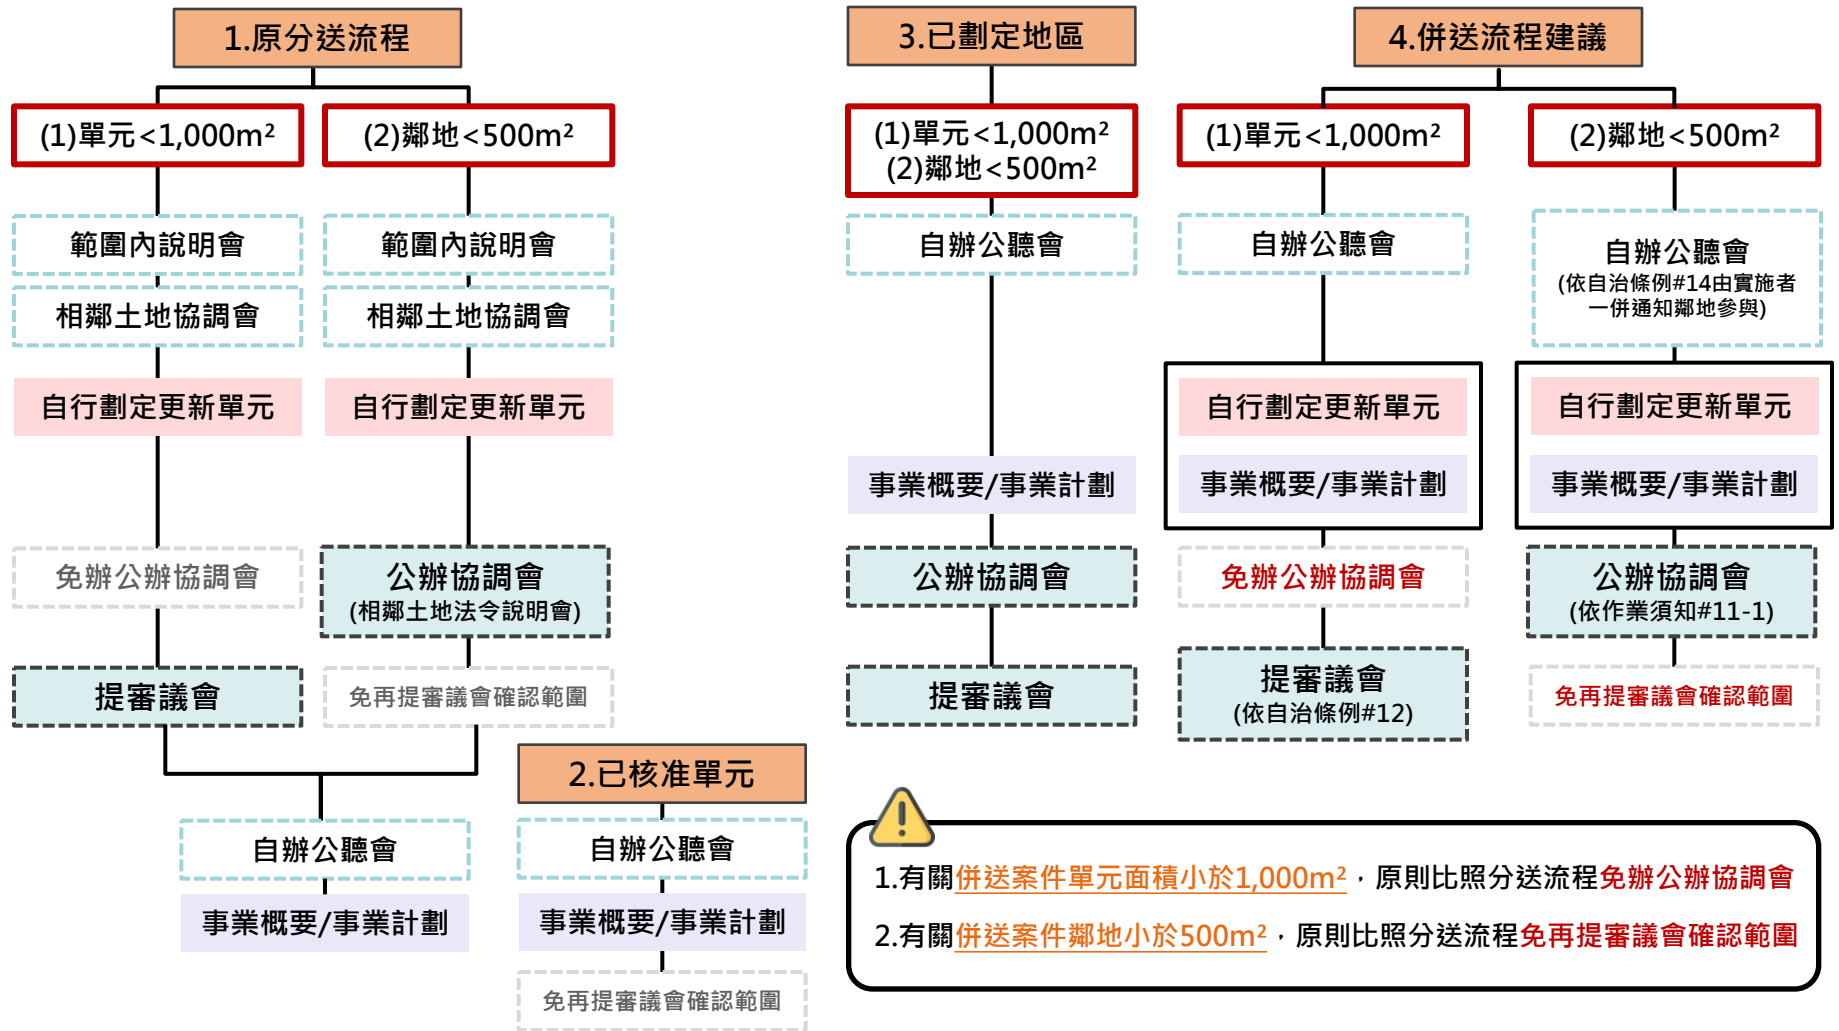 1.原分送流程
(1)單元<1,000m²
(2)鄰地<500m²
範圍內說明會
範圍內說明會
相鄰土地協調會
相鄰土地協調會
自行劃定更新單元
自行劃定更新單元
免辦公辦協調會
公辦協調會
(相鄰土地法令說明會)
提審議會
免再提審議會確認範圍
自辦公聽會
事業概要/事業計劃
2.已核准單元
自辦公聽會
事業概要/事業計劃
免再提審議會確認範圍
3.已劃定地區
(1)單元<1,000m²
(2)鄰地<500m²
自辦公聽會
事業概要/事業計劃
公辦協調會
提審議會
4.併送流程建議
(1)單元<1,000m²
自辦公聽會
自行劃定更新單元
事業概要/事業計劃
免辦公辦協調會
提審議會
(依自治條例#12)
(2)鄰地<500m²
自辦公聽會
(依自治條例#14由實施者
一併通知鄰地參與)
自行劃定更新單元
事業概要/事業計劃
公辦協調會
(依作業須知#11-1)
免再提審議會確認範圍
1.有關併送案件單元面積小於1,000m²，原則比照分送流程免辦公辦協調會
2.有關併送案件鄰地小於500m²，原則比照分送流程免再提審議會確認範圍